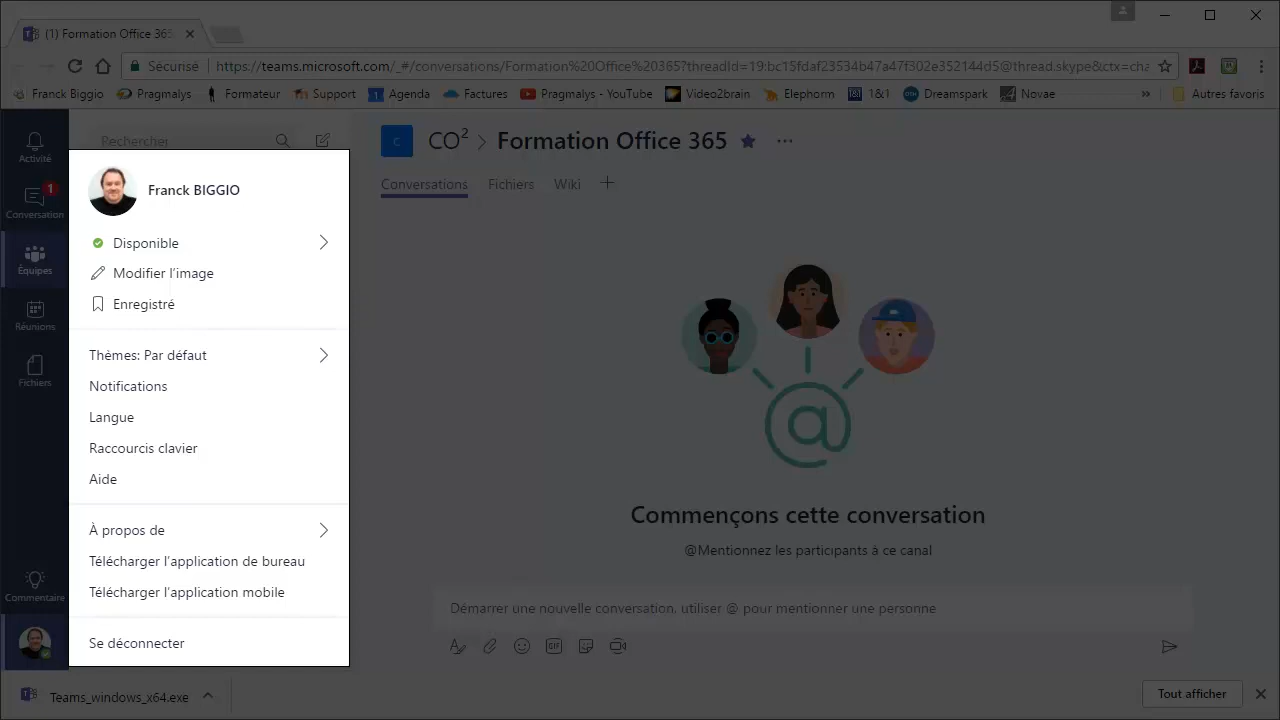 (1) Formation Office 365
Sécurisé
https://teams.microsoft.com/_#/conversations/Formation%20Office%20365?threadId=19:bc15fdaf23534b47a47f302e352144d5@thread.skype&ctx=cha
Franck Biggio
Pragmalys
Formateur
Support
Agenda
Factures
Pragmalys - YouTube
Video2brain
Elephorm
1&1
Dreamspark
Novae
»
Autres favoris
Activité
1
Conversation
Équipes
Réunions
Fichiers
Commentaire
Rechercher
Franck BIGGIO
Disponible
Modifier l'image
Enregistré
Thèmes: Par défaut
Notifications
Langue
Raccourcis clavier
Aide
À propos de
Télécharger l'application de bureau
Télécharger l'application mobile
Se déconnecter
C
CO² > Formation Office 365
Conversations
Fichiers
Wiki
@
Commençons cette conversation
@Mentionnez les participants à ce canal
Démarrer une nouvelle conversation, utiliser @ pour mentionner une personne
GIF
Teams_windows_x64.exe
Tout afficher